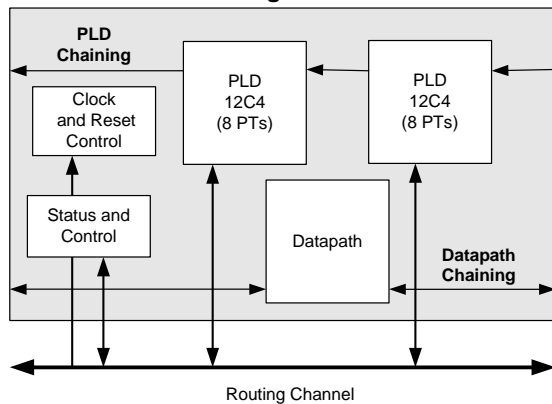 PLD
Chaining
PLD
12C4
(8 PTs)
PLD
12C4
(8 PTs)
Clock
and Reset
Control
Status and
Control
Datapath
Datapath
Chaining
Routing Channel